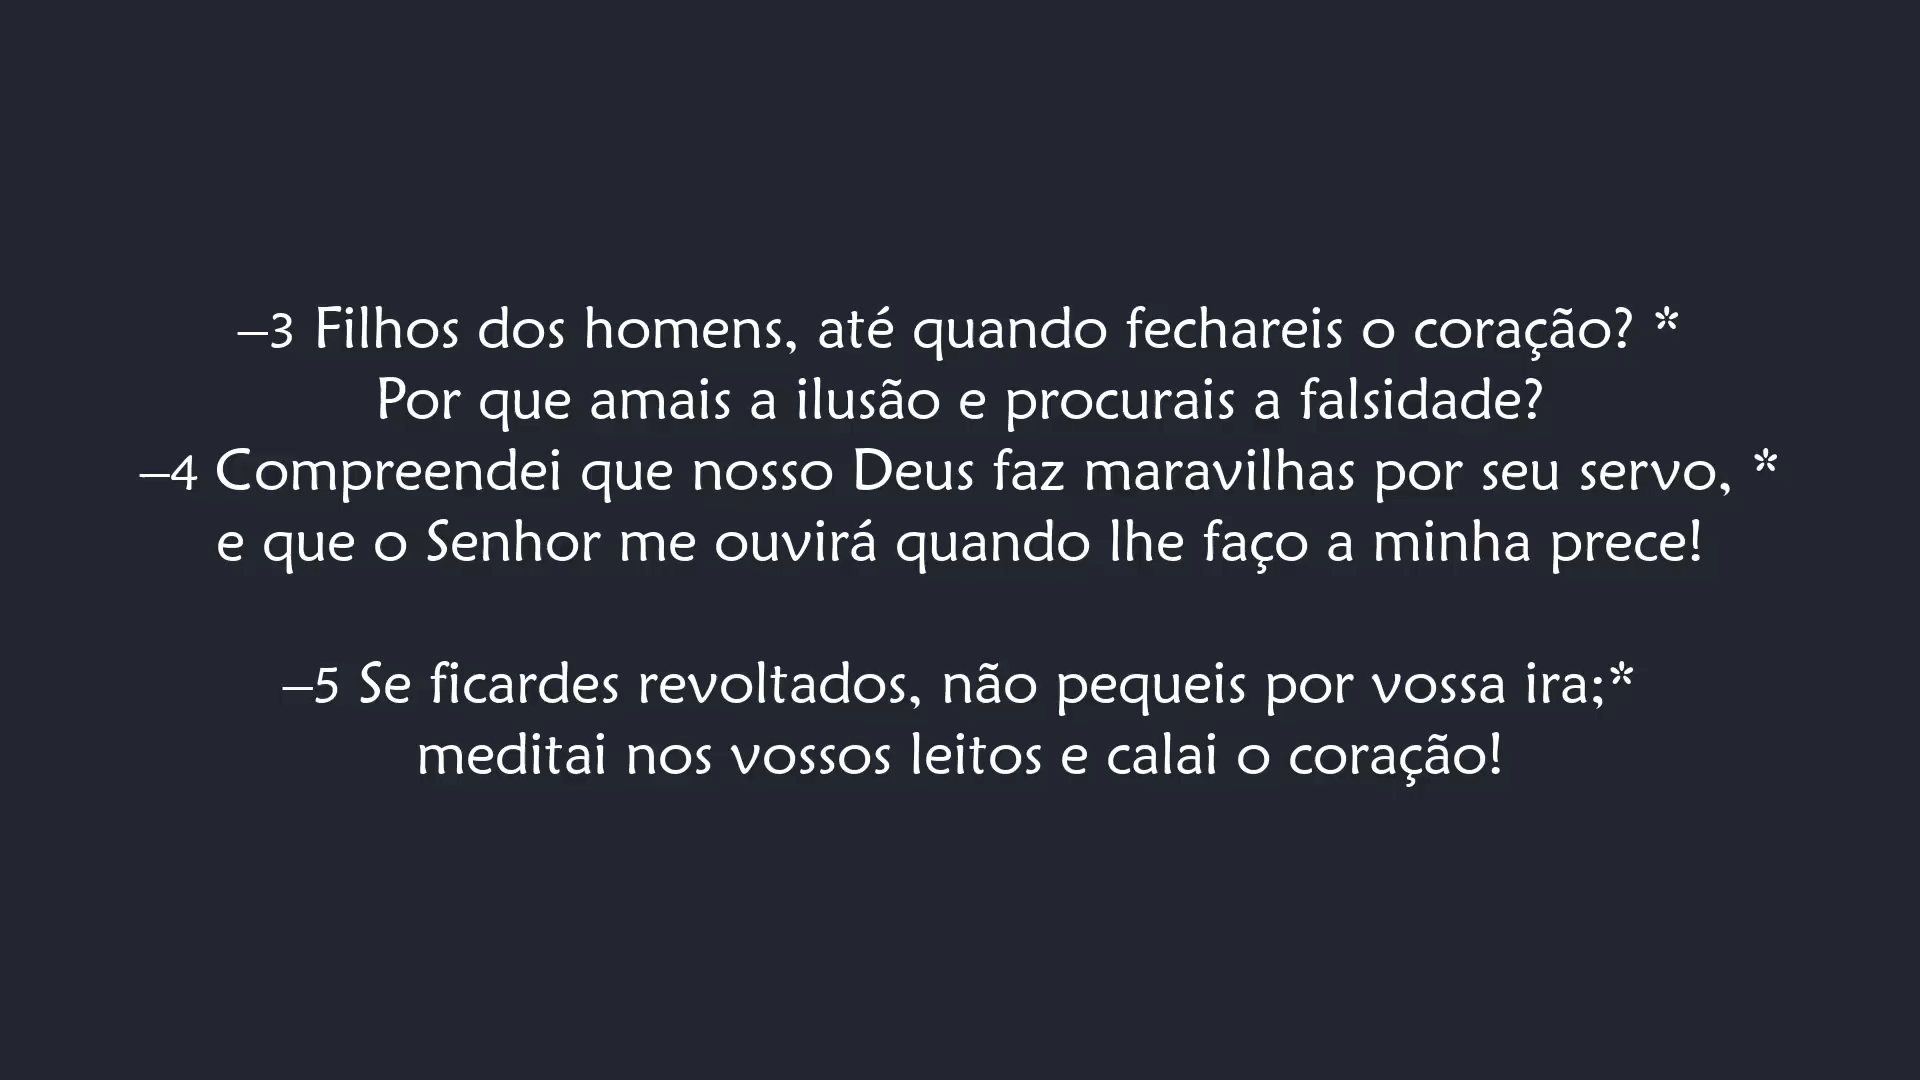 –3 Filhos dos homens, até quando fechareis o coração? *
Por que amais a ilusão e procurais a falsidade?
–4 Compreendei que nosso Deus faz maravilhas por seu servo, *
e que o Senhor me ouvirá quando lhe faço a minha prece!
–5 Se ficardes revoltados, não pequeis por vossa ira;*
meditai nos vossos leitos e calai o coração!